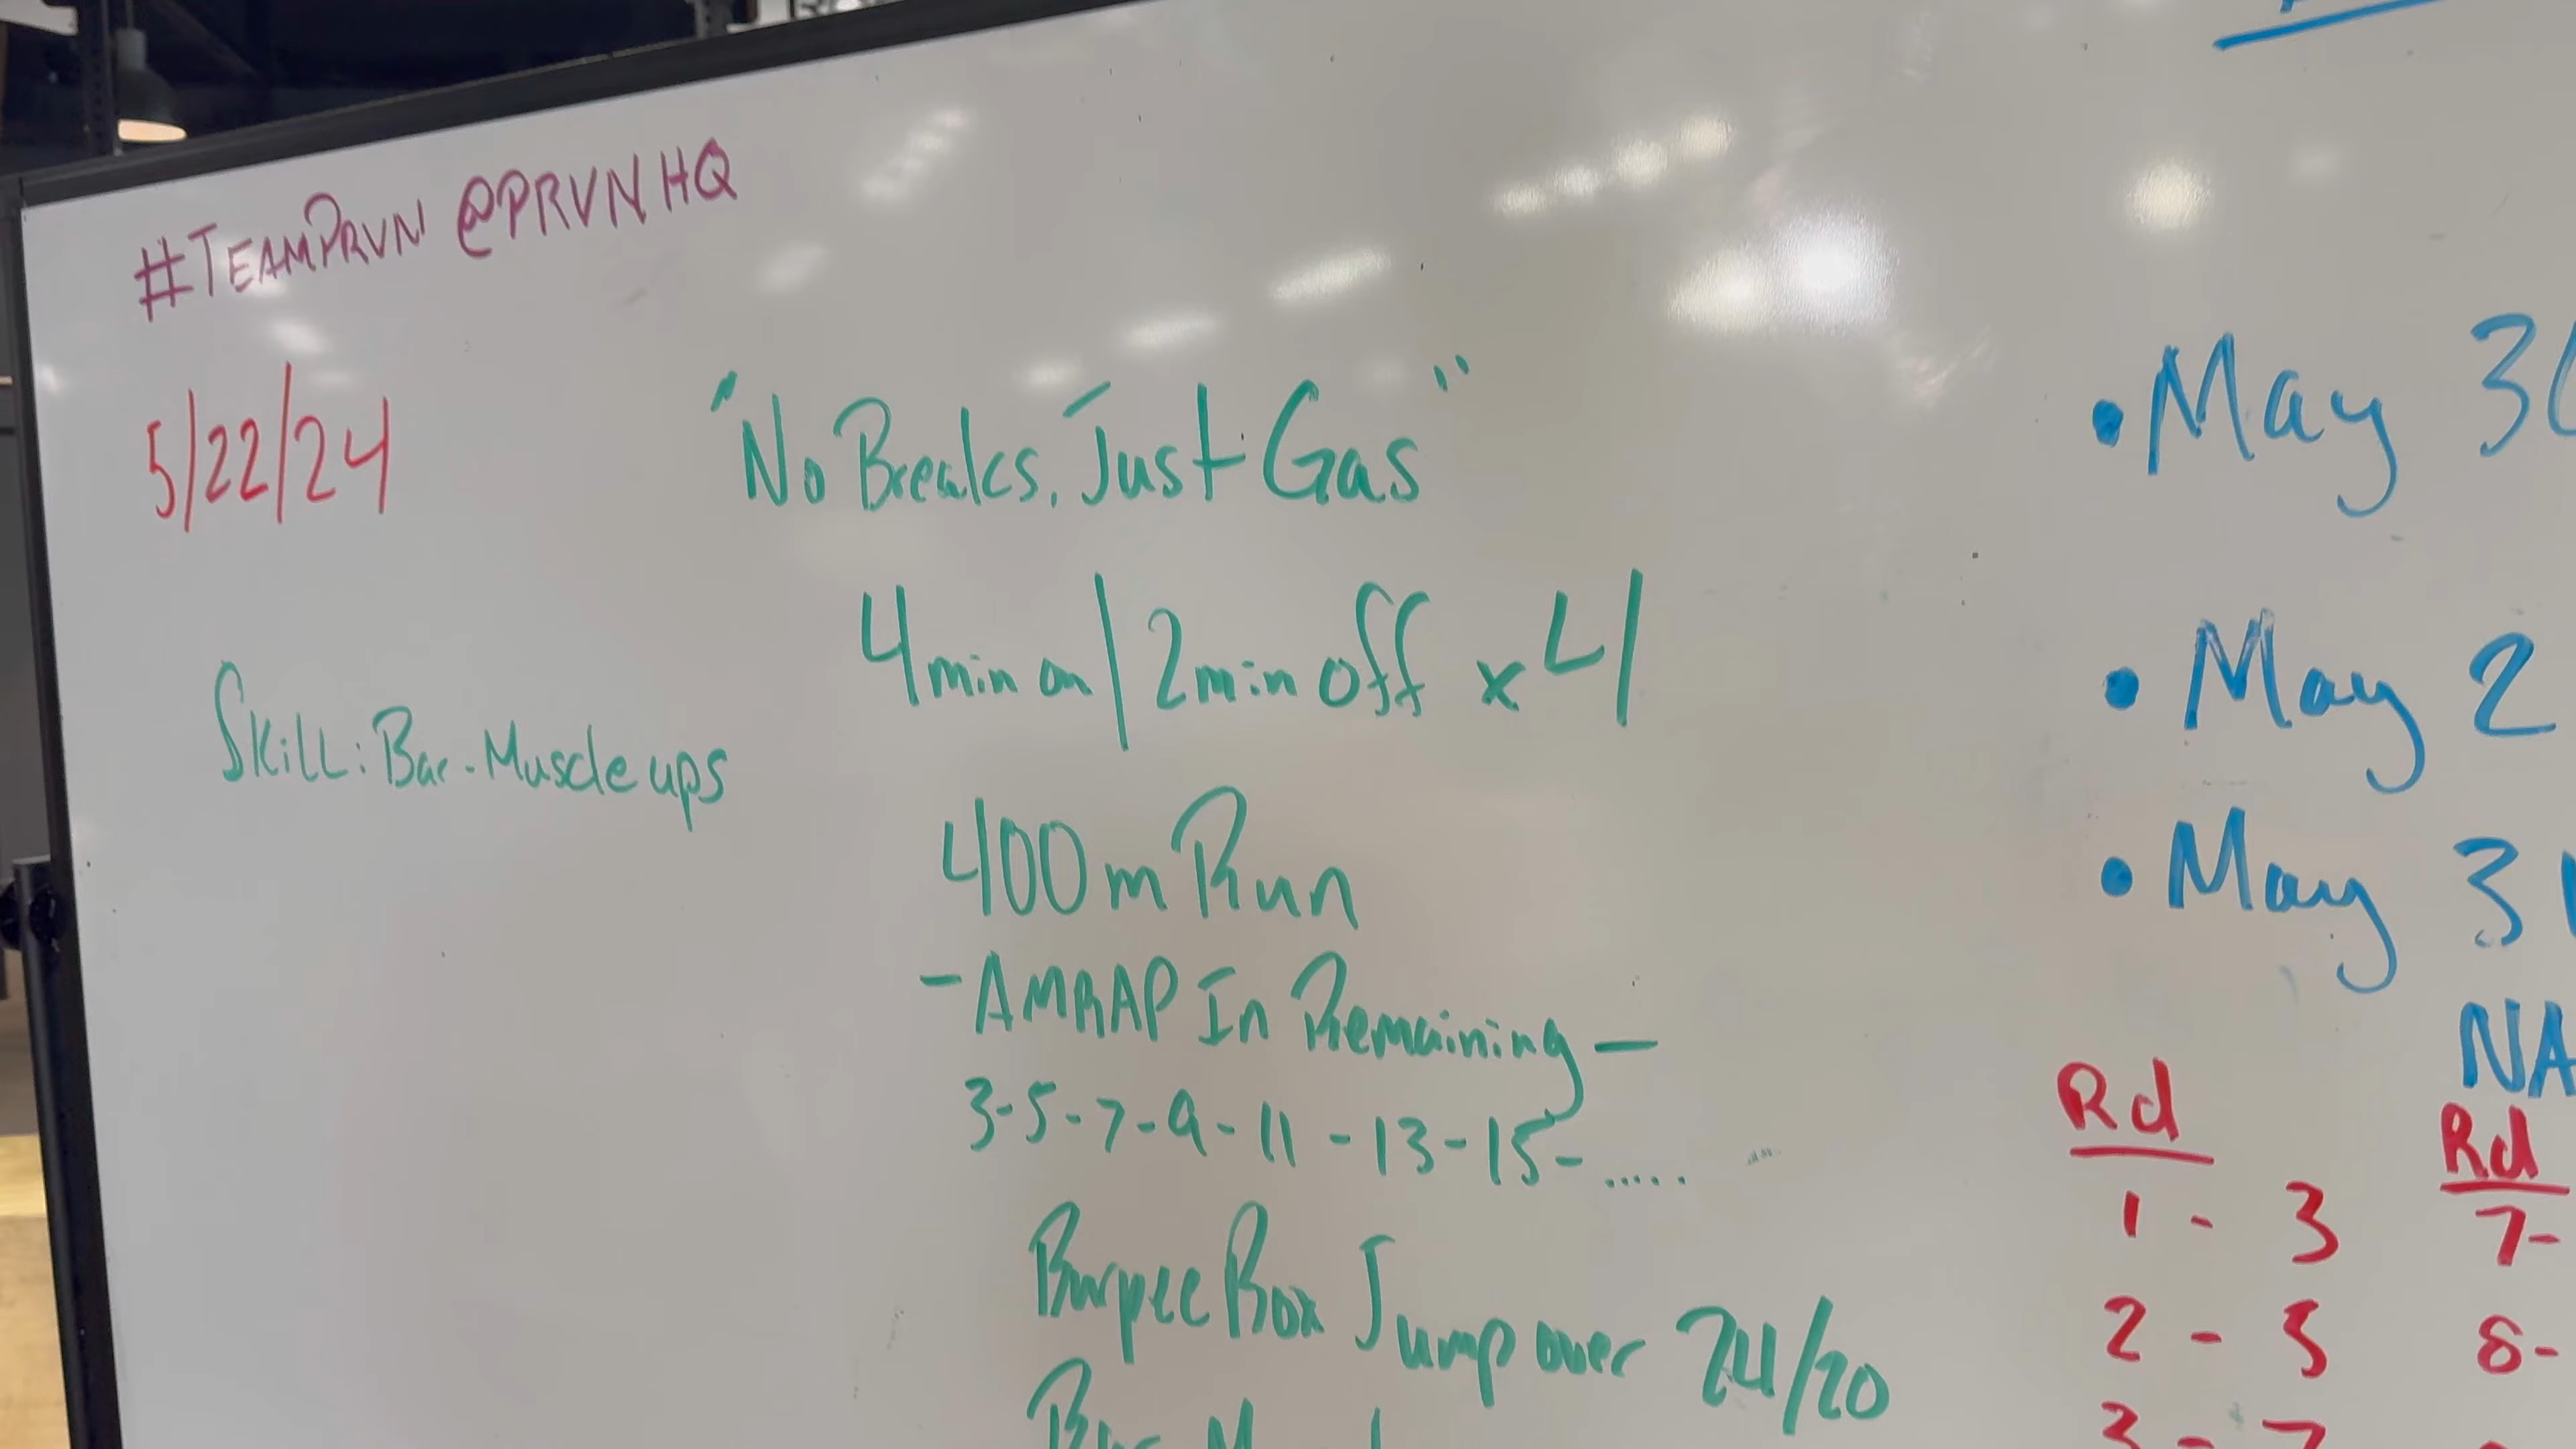 #TEAMPRVN @PRVNHQ
5/22/24
"No Breaks. Just Gas"
4min on/2min off x4
Skill: Bar-Muscle ups
400m Run
-AMRAP In Remaining-
3-5-7-9-11-13-15-.....
Burpee Box Jump over 24/20
•May
•May 2
•May 3
Rd
1-3
2-5
3-7
Rd
7-
8-